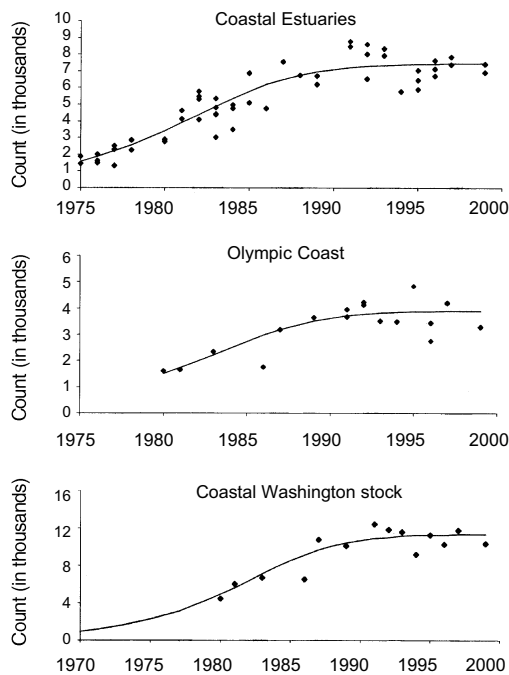 Coastal Estuaries
Count (in thousands)
10
9
8
7
6
5
4
3
2
1
0
1975 1980 1985 1990 1995 2000
Olympic Coast
Count (in thousands)
6
5
4
3
2
1
0
1975 1980 1985 1990 1995 2000
Coastal Washington stock
Count (in thousands)
16
12
8
4
0
1970 1975 1980 1985 1990 1995 2000